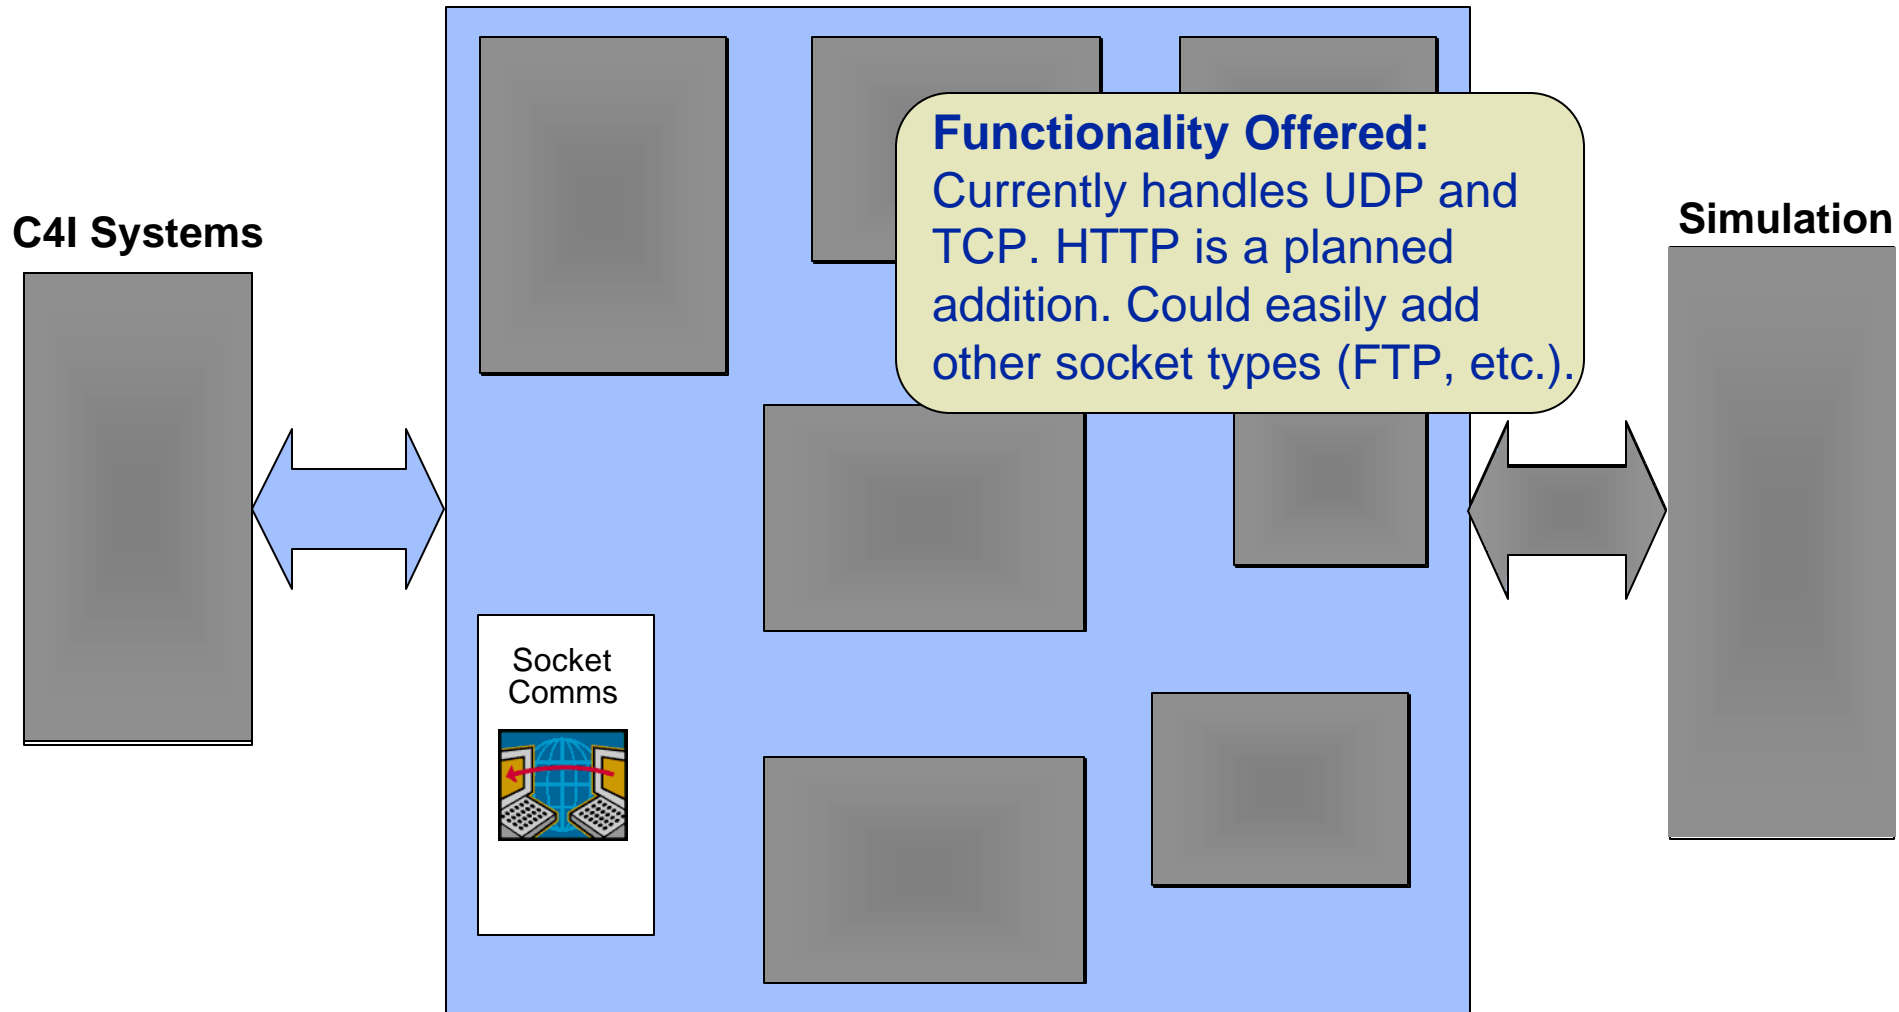 C4I Systems
Functionality Offered:
Currently handles UDP and
TCP. HTTP is a planned
addition. Could easily add
other socket types (FTP, etc.).
Simulation
Socket
Comms